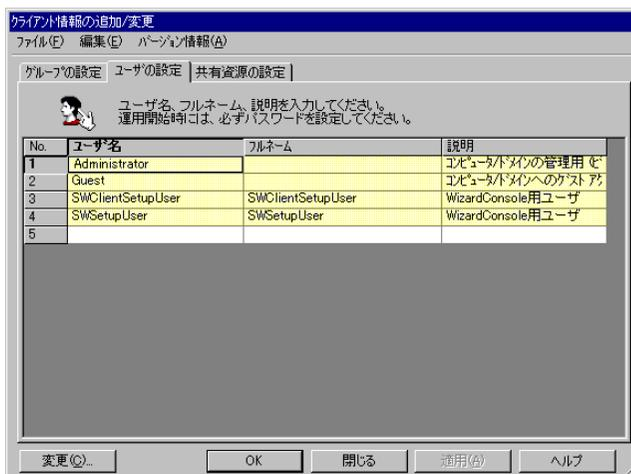 クライアント情報の追加/変更
ファイル(F) 編集(E) バージョン情報(A)
グループの設定 ユーザの設定 共有資源の設定
ユーザ名、フルネーム、説明を入力してください。
運用開始時には、必ずパスワードを設定してください。
No. ユーザ名 フルネーム 説明
1 Administrator コンピュータ/ドメインの管理用 (ビ
2 Guest コンピュータ/ドメインへのゲスト アク
3 SWClientSetupUser SWClientSetupUser WizardConsole用ユーザ
4 SWSetupUser SWSetupUser WizardConsole用ユーザ
5
変更(C)... OK 閉じる 適用(A) ヘルプ